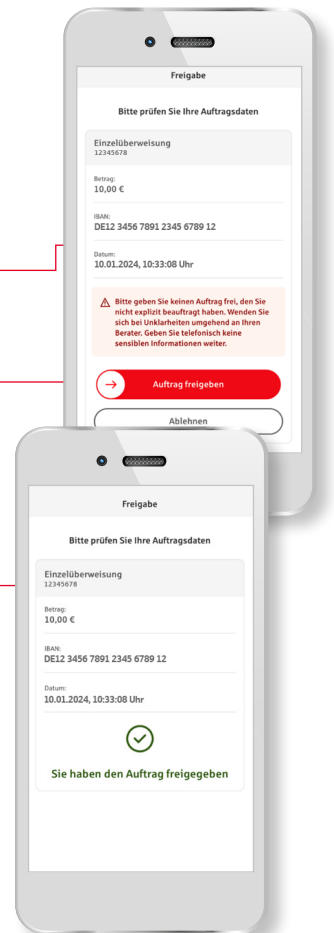 Freigabe
Bitte prüfen Sie Ihre Auftragsdaten
Einzelüberweisung
12345678
Betrag:
10,00 €
IBAN:
DE12 3456 7891 2345 6789 12
Datum:
10.01.2024, 10:33:08 Uhr
Bitte geben Sie keinen Auftrag frei, den Sie
nicht explizit beauftragt haben. Wenden Sie
sich bei Unklarheiten umgehend an Ihren
Berater. Geben Sie telefonisch keine
sensiblen Informationen weiter.
Auftrag freigeben
Ablehnen
Freigabe
Bitte prüfen Sie Ihre Auftragsdaten
Einzelüberweisung
12345678
Betrag:
10,00 €
IBAN:
DE12 3456 7891 2345 6789 12
Datum:
10.01.2024, 10:33:08 Uhr
Sie haben den Auftrag freigegeben